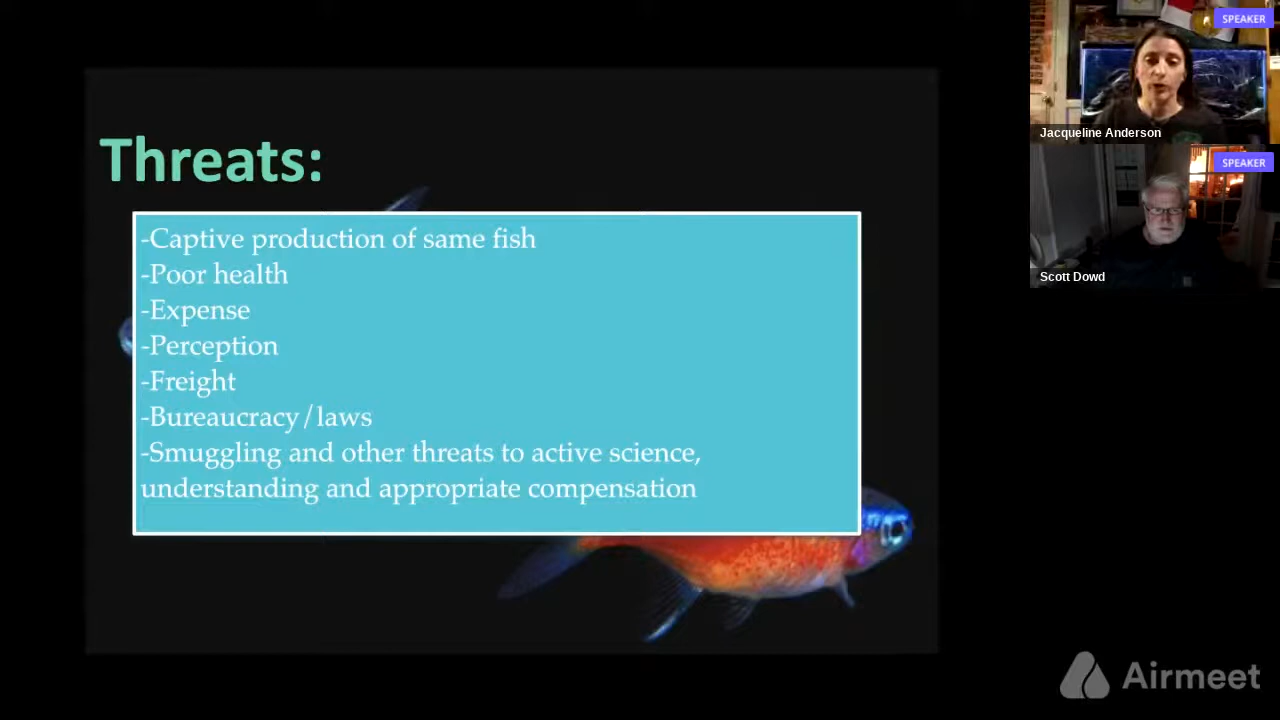 Threats:
-Captive production of same fish
-Poor health
-Expense
-Perception
-Freight
-Bureaucracy/laws
-Smuggling and other threats to active science,
understanding and appropriate compensation
SPEAKER
Jacqueline Anderson
SPEAKER
Scott Dowd
Airmeet